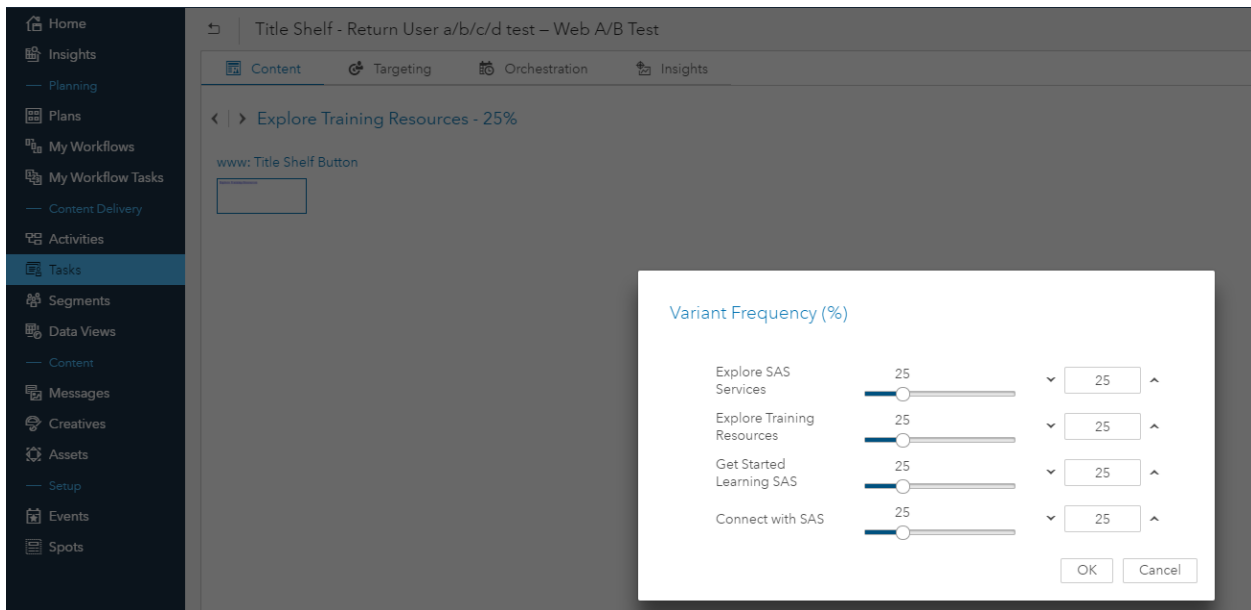 Home
Insights
Planning
Plans
My Workflows
My Workflow Tasks
Content Delivery
Activities
Tasks
Segments
Data Views
Content
Messages
Creatives
Assets
Setup
Events
Spots
Title Shelf - Return User a/b/c/d test – Web A/B Test
Content Targeting Orchestration Insights
Explore Training Resources - 25%
www: Title Shelf Button
Variant Frequency (%)
Explore SAS
Services
25
25
Explore Training
Resources
25
25
Get Started
Learning SAS
25
25
Connect with SAS
25
25
OK Cancel